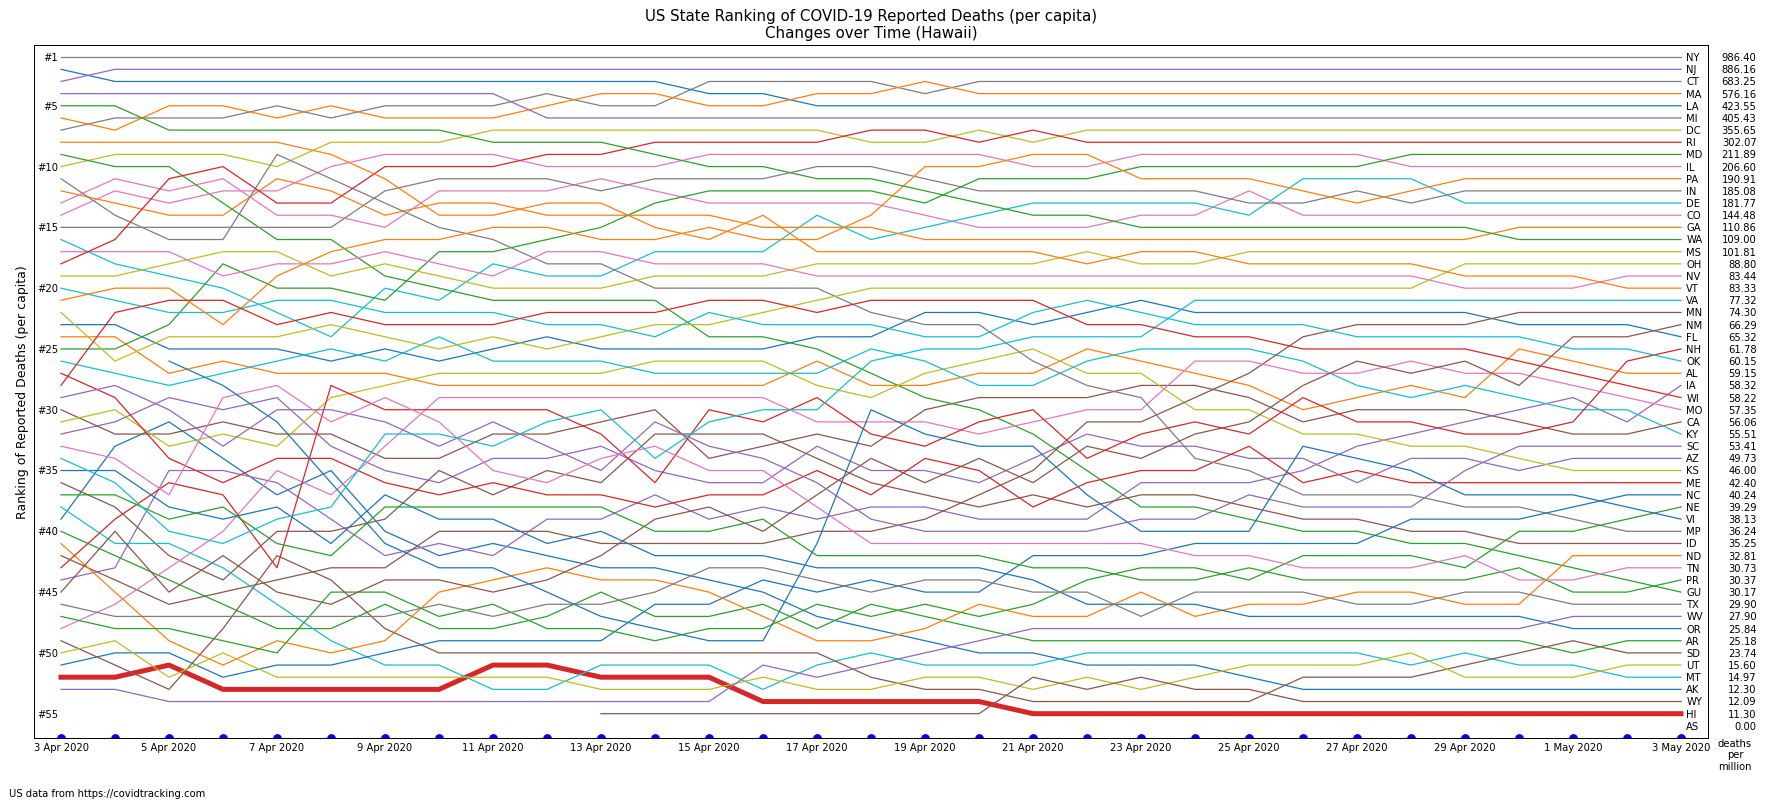 US State Ranking of COVID-19 Reported Deaths (per capita)
Changes over Time (Hawaii)
Ranking of Reported Deaths (per capita)
#1
#5
#10
#15
#20
#25
#30
#35
#40
#45
#50
#55
NY 986.40
NJ 886.16
CT 683.25
MA 576.16
LA 423.55
MI 405.43
DC 355.65
RI 302.07
MD 211.89
IL 206.60
PA 190.91
IN 185.08
DE 181.77
CO 144.48
GA 110.86
WA 109.00
MS 101.81
OH 88.80
NV 83.44
VT 83.33
VA 77.32
MN 74.30
NM 66.29
FL 65.32
NH 61.78
OK 60.15
AL 59.15
IA 58.32
WI 58.22
MO 57.35
CA 56.06
KY 55.51
SC 53.41
AZ 49.73
KS 46.00
ME 42.40
NC 40.24
NE 39.29
VI 38.13
MP 36.24
ID 35.25
ND 32.81
TN 30.73
PR 30.37
GU 30.17
TX 29.90
WV 27.90
OR 25.84
AR 25.18
SD 23.74
UT 15.60
MT 14.97
AK 12.30
WY 12.09
HI 11.30
AS 0.00
3 Apr 2020 5 Apr 2020 7 Apr 2020 9 Apr 2020 11 Apr 2020 13 Apr 2020 15 Apr 2020 17 Apr 2020 19 Apr 2020 21 Apr 2020 23 Apr 2020 25 Apr 2020 27 Apr 2020 29 Apr 2020 1 May 2020 3 May 2020
deaths
per
million
US data from https://covidtracking.com